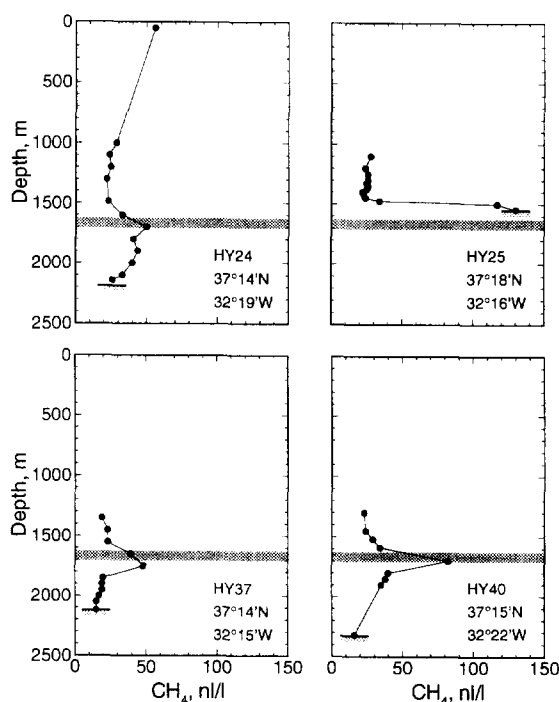 0
500
1000
1500
2000
2500
Depth, m
HY24
37°14'N
32°19'W
HY25
37°18'N
32°16'W
0
500
1000
1500
2000
2500
Depth, m
HY37
37°14'N
32°15'W
0 50 100 150
CH₄, nl/l
HY40
37°15'N
32°22'W
0 50 100 150
CH₄, nl/l